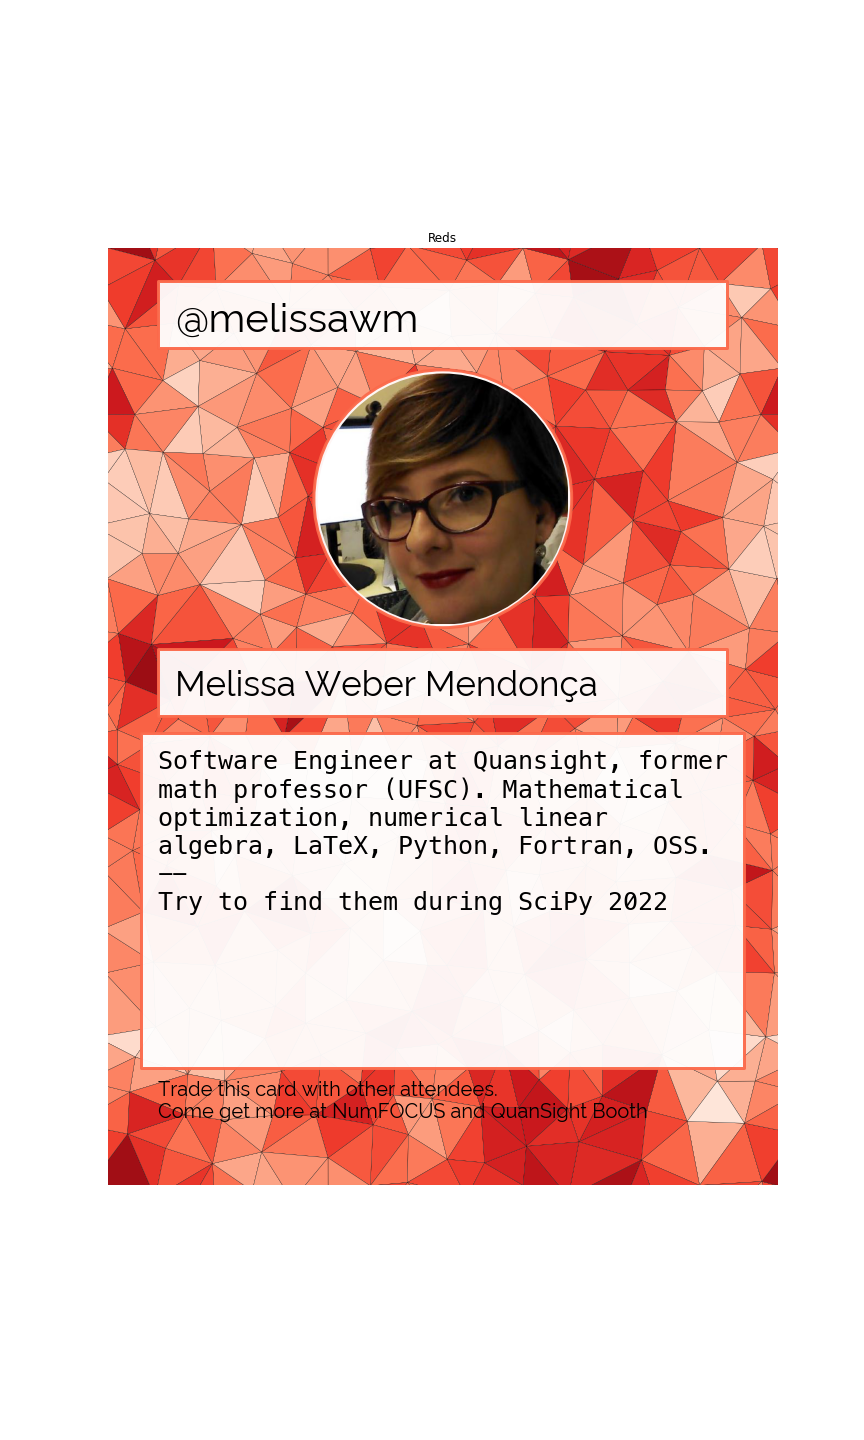 Reds
@melissawm
Melissa Weber Mendonça
Software Engineer at Quansight, former
math professor (UFSC). Mathematical
optimization, numerical linear
algebra, LaTeX, Python, Fortran, OSS.
——
Try to find them during SciPy 2022
Trade this card with other attendees.
Come get more at NumFOCUS and QuanSight Booth